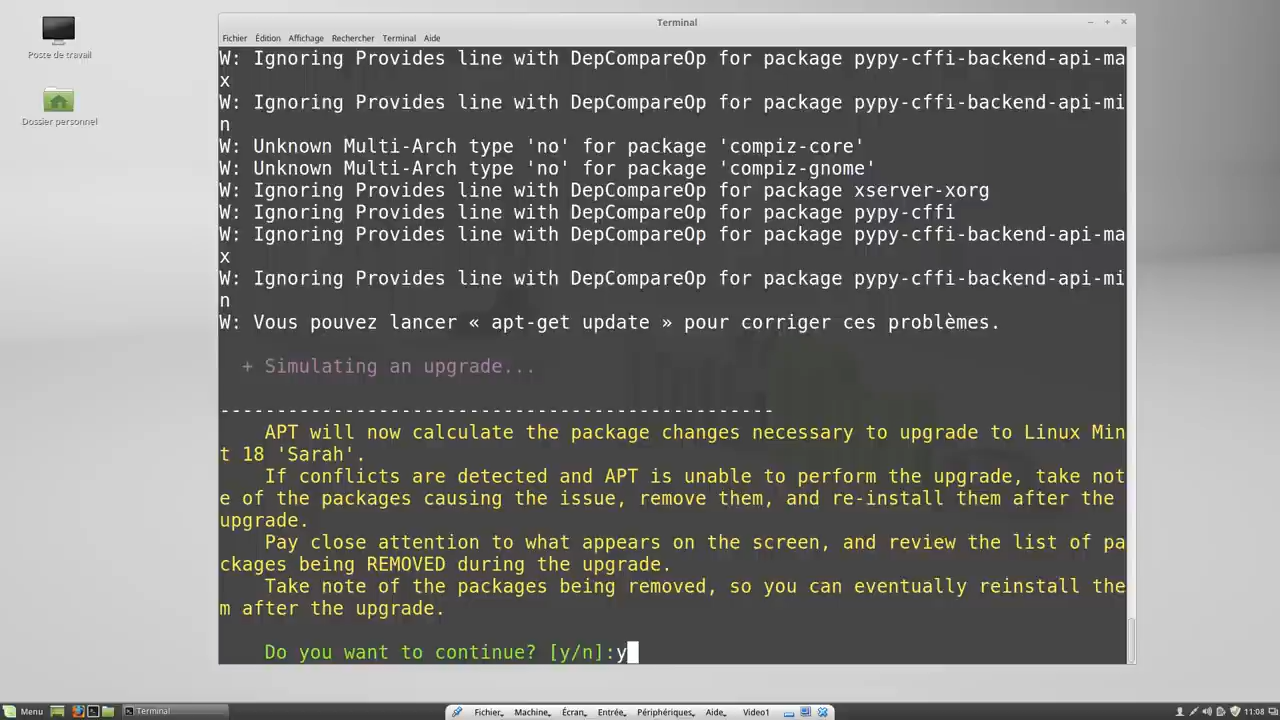 Terminal
Poste de travail
Dossier personnel
Fichier Édition Affichage Rechercher Terminal Aide
W: Ignoring Provides line with DepCompareOp for package pypy-cffi-backend-api-ma
x
W: Ignoring Provides line with DepCompareOp for package pypy-cffi-backend-api-mi
n
W: Unknown Multi-Arch type 'no' for package 'compiz-core'
W: Unknown Multi-Arch type 'no' for package 'compiz-gnome'
W: Ignoring Provides line with DepCompareOp for package xserver-xorg
W: Ignoring Provides line with DepCompareOp for package pypy-cffi
W: Ignoring Provides line with DepCompareOp for package pypy-cffi-backend-api-ma
x
W: Ignoring Provides line with DepCompareOp for package pypy-cffi-backend-api-mi
n
W: Vous pouvez lancer « apt-get update » pour corriger ces problèmes.
+ Simulating an upgrade...
-------------------------------------------------
APT will now calculate the package changes necessary to upgrade to Linux Min
t 18 'Sarah'.
If conflicts are detected and APT is unable to perform the upgrade, take not
e of the packages causing the issue, remove them, and re-install them after the
upgrade.
Pay close attention to what appears on the screen, and review the list of pa
ckages being REMOVED during the upgrade.
Take note of the packages being removed, so you can eventually reinstall the
m after the upgrade.
Do you want to continue? [y/n]:y
Menu Terminal Fichier Machine Écran Entrée Périphériques Aide Video1 11:08